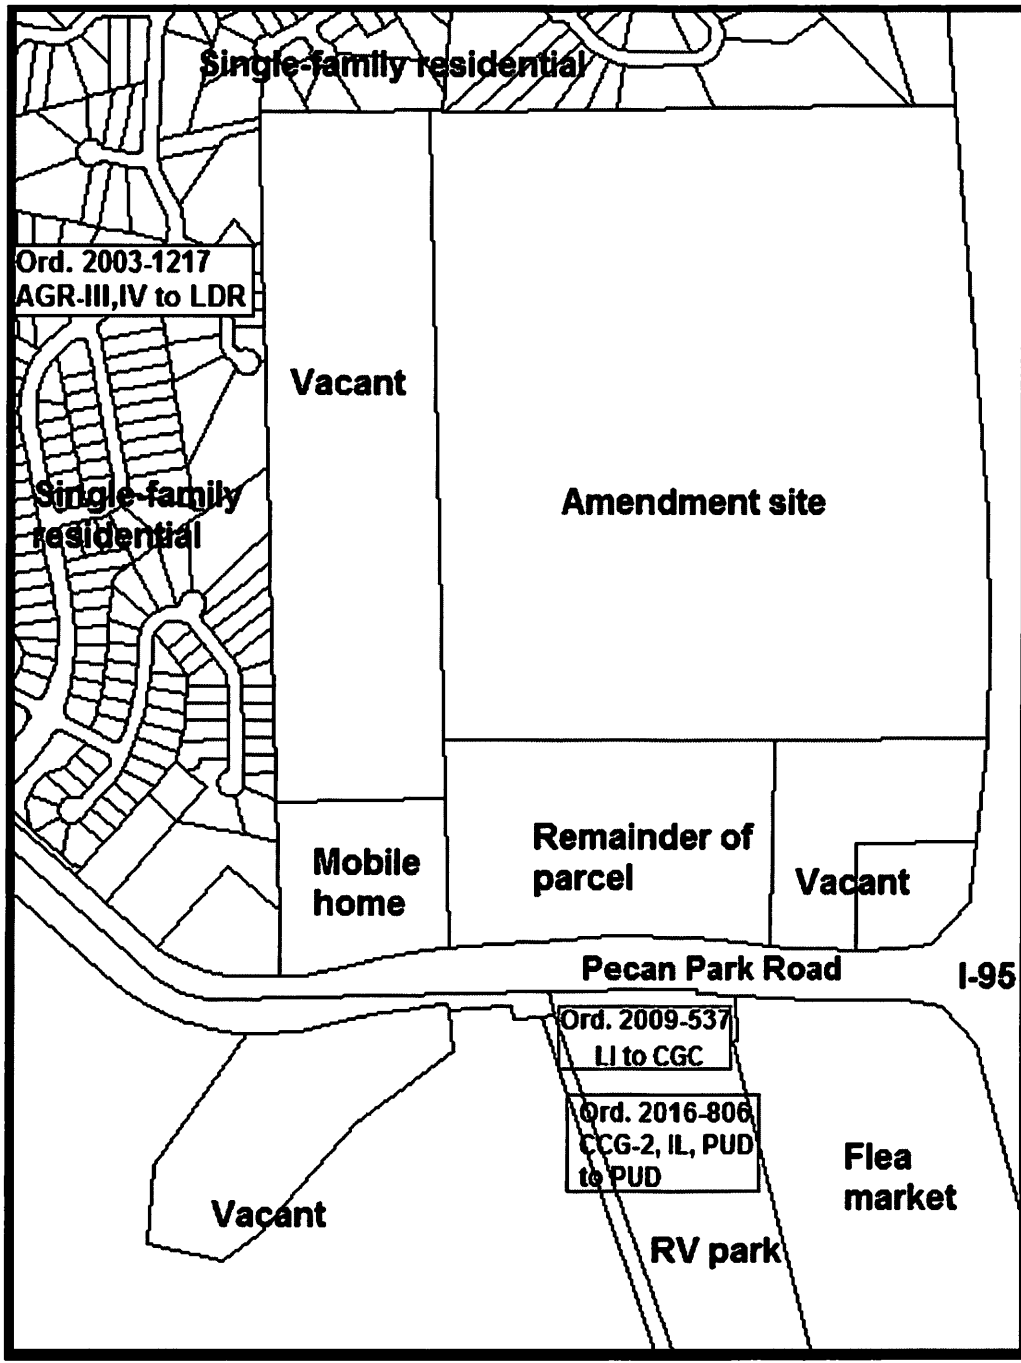 Single-family residential
Ord. 2003-1217
AGR-III,IV to LDR
Vacant
Single-family
residential
Amendment site
Mobile
home
Remainder of
parcel
Vacant
Pecan Park Road
I-95
Ord. 2009-537
LI to CGC
Ord. 2016-806
CCG-2, IL, PUD
to PUD
Flea
market
Vacant
RV park